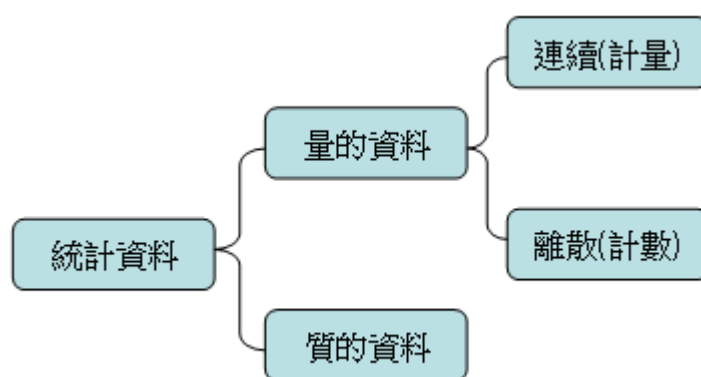 統計資料
量的資料
質的資料
連續(計量)
離散(計數)